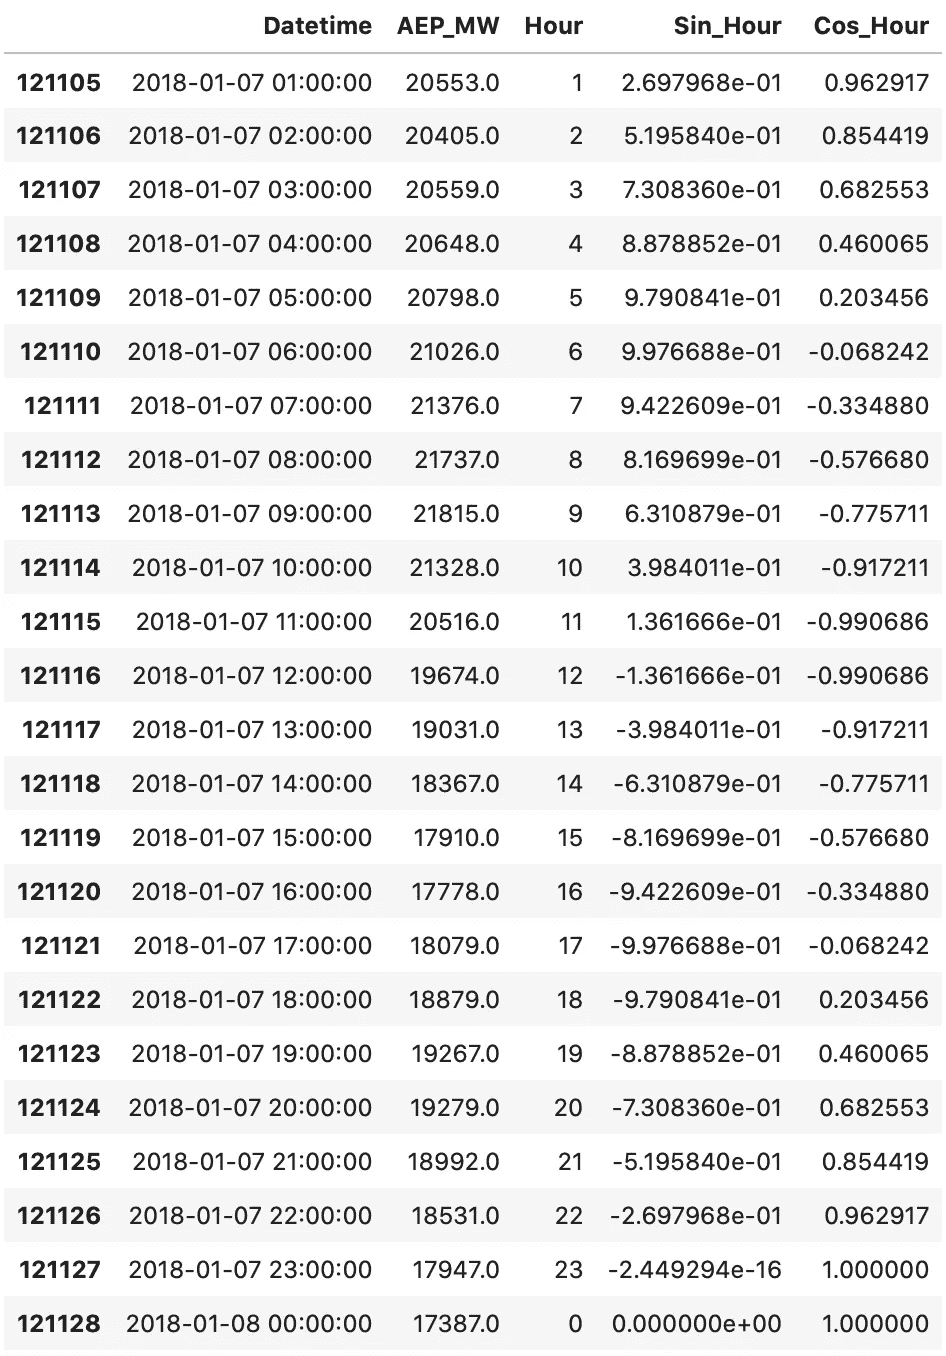 Datetime AEP_MW Hour Sin_Hour Cos_Hour
121105 2018-01-07 01:00:00 20553.0 1 2.697968e-01 0.962917
121106 2018-01-07 02:00:00 20405.0 2 5.195840e-01 0.854419
121107 2018-01-07 03:00:00 20559.0 3 7.308360e-01 0.682553
121108 2018-01-07 04:00:00 20648.0 4 8.878852e-01 0.460065
121109 2018-01-07 05:00:00 20798.0 5 9.790841e-01 0.203456
121110 2018-01-07 06:00:00 21026.0 6 9.976688e-01 -0.068242
121111 2018-01-07 07:00:00 21376.0 7 9.422609e-01 -0.334880
121112 2018-01-07 08:00:00 21737.0 8 8.169699e-01 -0.576680
121113 2018-01-07 09:00:00 21815.0 9 6.310879e-01 -0.775711
121114 2018-01-07 10:00:00 21328.0 10 3.984011e-01 -0.917211
121115 2018-01-07 11:00:00 20516.0 11 1.361666e-01 -0.990686
121116 2018-01-07 12:00:00 19674.0 12 -1.361666e-01 -0.990686
121117 2018-01-07 13:00:00 19031.0 13 -3.984011e-01 -0.917211
121118 2018-01-07 14:00:00 18367.0 14 -6.310879e-01 -0.775711
121119 2018-01-07 15:00:00 17910.0 15 -8.169699e-01 -0.576680
121120 2018-01-07 16:00:00 17778.0 16 -9.422609e-01 -0.334880
121121 2018-01-07 17:00:00 18079.0 17 -9.976688e-01 -0.068242
121122 2018-01-07 18:00:00 18879.0 18 -9.790841e-01 0.203456
121123 2018-01-07 19:00:00 19267.0 19 -8.878852e-01 0.460065
121124 2018-01-07 20:00:00 19279.0 20 -7.308360e-01 0.682553
121125 2018-01-07 21:00:00 18992.0 21 -5.195840e-01 0.854419
121126 2018-01-07 22:00:00 18531.0 22 -2.697968e-01 0.962917
121127 2018-01-07 23:00:00 17947.0 23 -2.449294e-16 1.000000
121128 2018-01-08 00:00:00 17387.0 0 0.000000e+00 1.000000